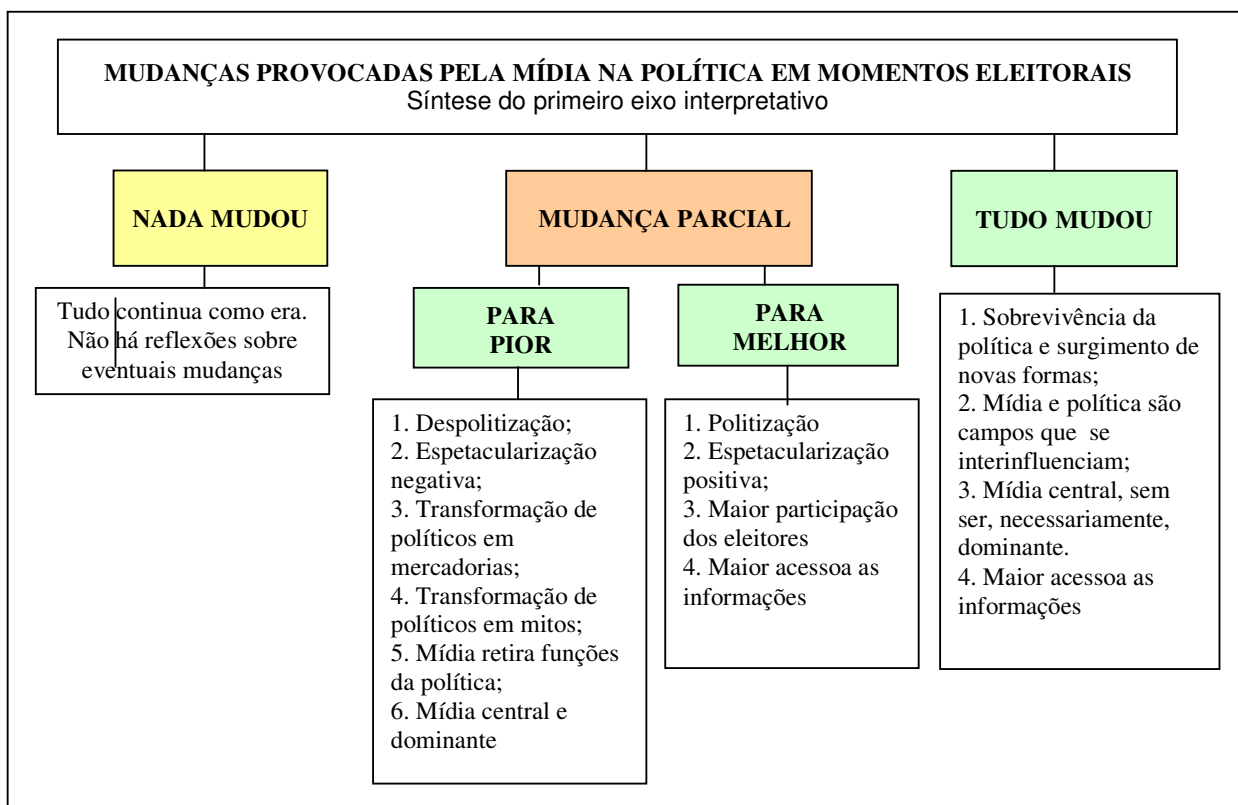 MUDANÇAS PROVOCADAS PELA MÍDIA NA POLÍTICA EM MOMENTOS ELEITORAIS
Síntese do primeiro eixo interpretativo
NADA MUDOU
MUDANÇA PARCIAL
TUDO MUDOU
Tudo continua como era.
Não há reflexões sobre
eventuais mudanças
PARA
PIOR
PARA
MELHOR
1. Despolitização;
2. Espetacularização
negativa;
3. Transformação de
políticos em
mercadorias;
4. Transformação de
políticos em mitos;
5. Mídia retira funções
da política;
6. Mídia central e
dominante
1. Politização
2. Espetacularização
positiva;
3. Maior participação
dos eleitores
4. Maior acessoa as
informações
1. Sobrevivência da
política e surgimento de
novas formas;
2. Mídia e política são
campos que se
interinfluenciam;
3. Mídia central, sem
ser, necessariamente,
dominante.
4. Maior acessoa as
informações